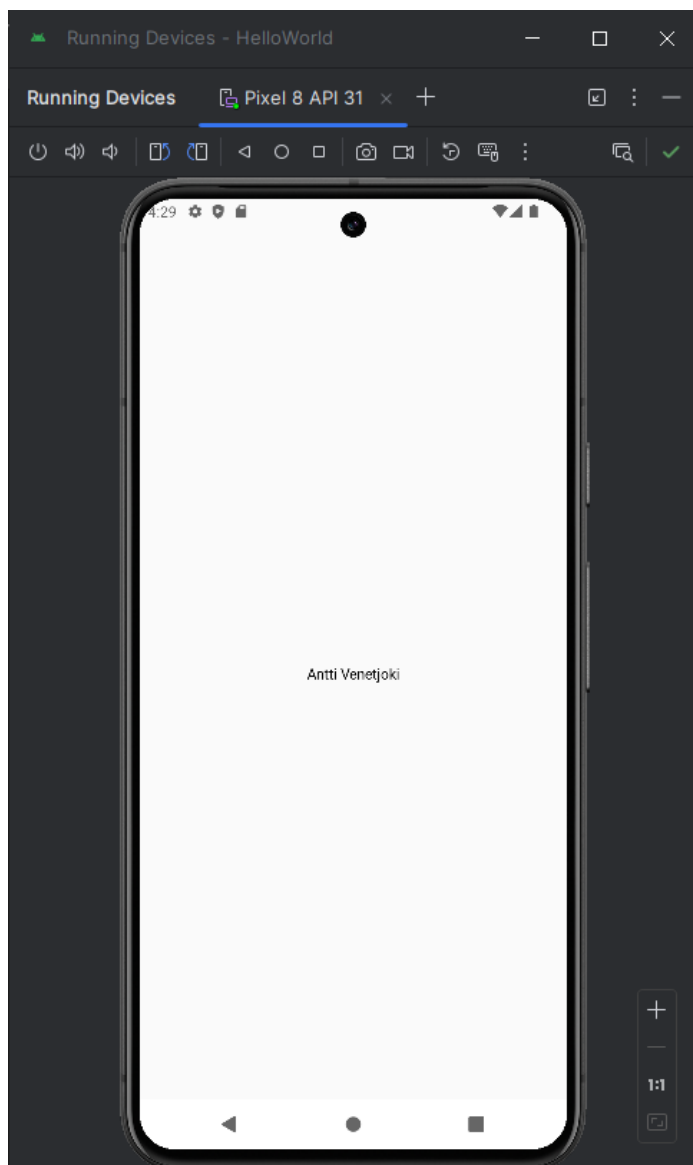 Running Devices - HelloWorld
Running Devices Pixel 8 API 31
4:29
Antti Venetjoki
1:1